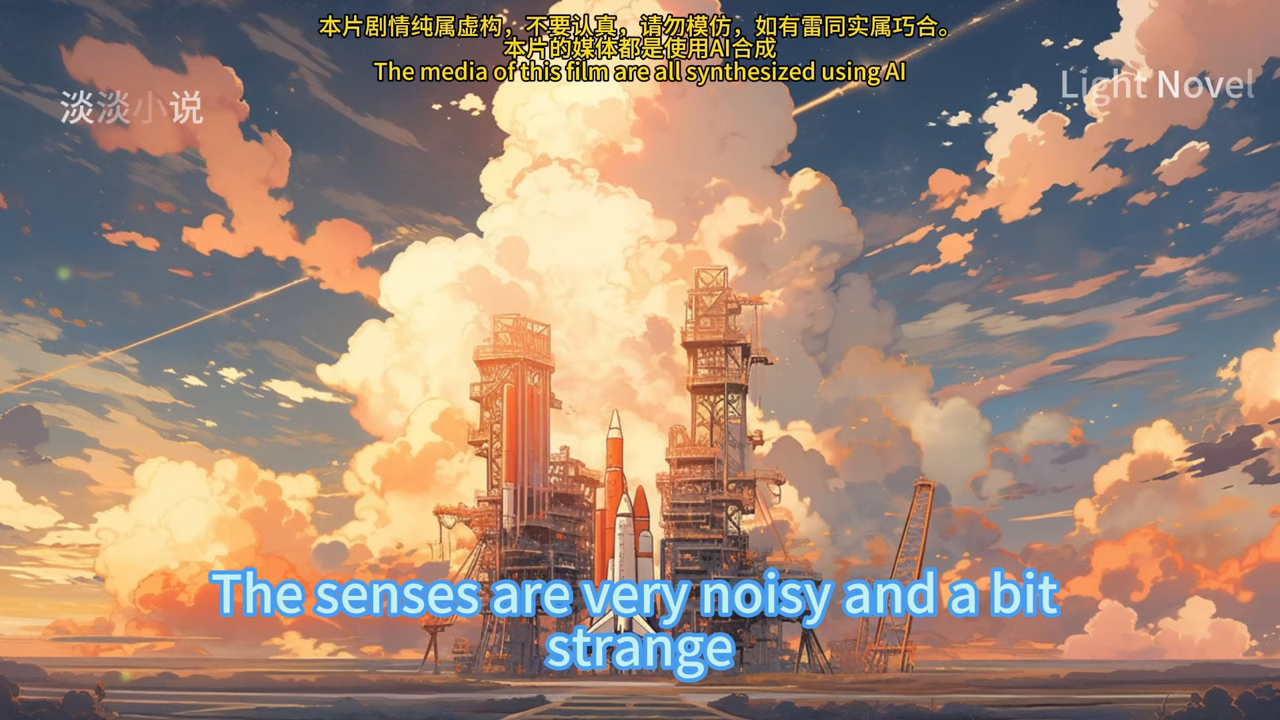 本片剧情纯属虚构，不要认真，请勿模仿，如有雷同实属巧合。
本片的媒体都是使用AI合成
The media of this film are all synthesized using AI
淡淡小说
Light Novel
The senses are very noisy and a bit
strange